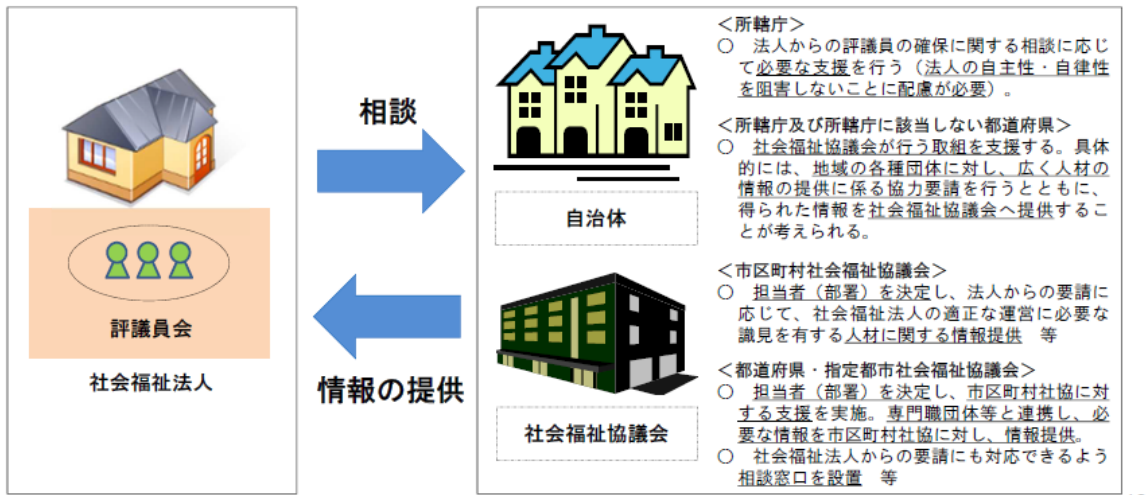 評議員会
社会福祉法人
相談
情報の提供
自治体
社会福祉協議会
＜所轄庁＞
○　法人からの評議員の確保に関する相談に応じ
て必要な支援を行う（法人の自主性・自律性
を阻害しないことに配慮が必要）。
＜所轄庁及び所轄庁に該当しない都道府県＞
○　社会福祉協議会が行う取組を支援する。具体
的には、地域の各種団体に対し、広く人材の
情報の提供に係る協力要請を行うとともに、
得られた情報を社会福祉協議会へ提供するこ
とが考えられる。
＜市区町村社会福祉協議会＞
○　担当者（部署）を決定し、法人からの要請に
応じて、社会福祉法人の適正な運営に必要な
識見を有する人材に関する情報提供　等
＜都道府県・指定都市社会福祉協議会＞
○　担当者（部署）を決定し、市区町村社協に対
する支援を実施。専門職団体等と連携し、必
要な情報を市区町村社協に対し、情報提供。
○　社会福祉法人からの要請にも対応できるよう
相談窓口を設置　等